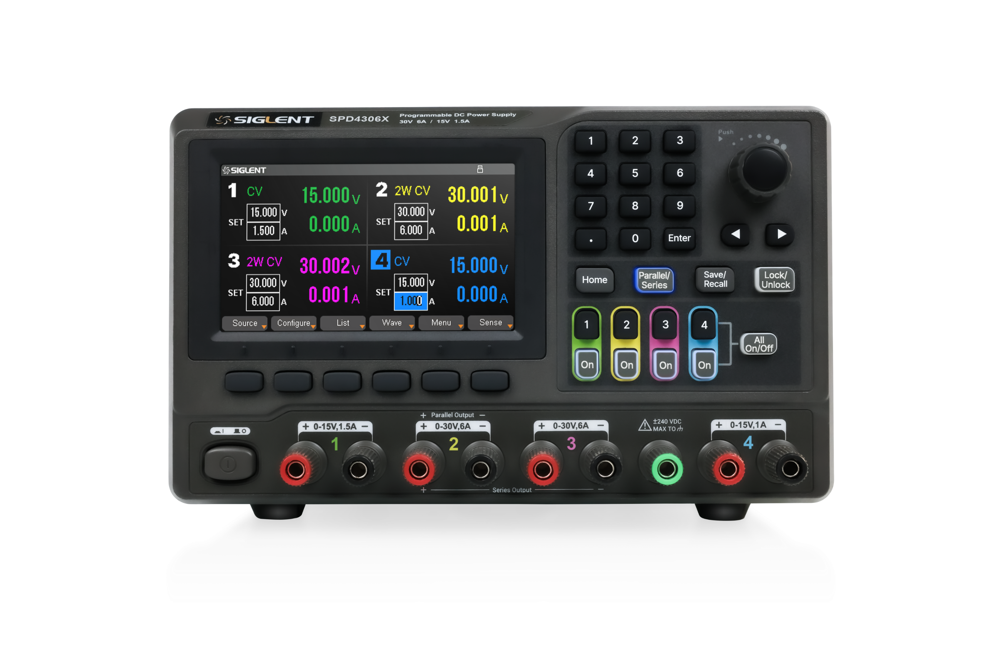 SIGLENT SPD4306X Programmable DC Power Supply
30V 6A / 15V 1.5A
SIGLENT
1 CV 15.000 V
SET 15.000 V
1.500 A 0.000 A
2 2W CV 30.001 V
SET 30.000 V
6.000 A 0.001 A
3 2W CV 30.002 V
SET 30.000 V
6.000 A 0.001 A
4 CV 15.000 V
SET 15.000 V
1.000 A 0.000 A
Source Configure List Wave Menu Sense
Push
1 2 3
4 5 6
7 8 9
. 0 Enter
Home Parallel/
Series Save/
Recall Lock/
Unlock
1 2 3 4
On On On On
All
On/Off
+ Parallel Output −
+ 0-15V,1.5A −
1
+ 0-30V,6A −
2
+ 0-30V,6A −
3
±240 VDC
MAX TO
+ 0-15V,1A −
4
+ Series Output −